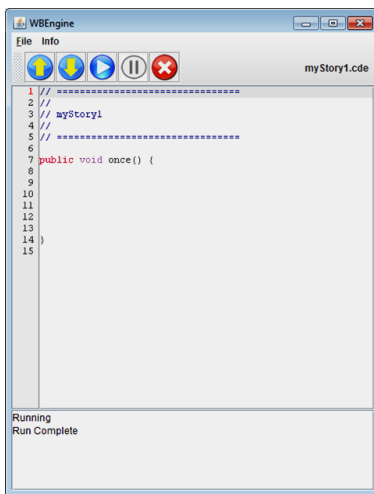 WBEngine
File Info
myStory1.cde
1 // ================================
2 //
3 // myStory1
4 //
5 // ================================
6
7 public void once() {
8
9
10
11
12
13
14 }
15
Running
Run Complete